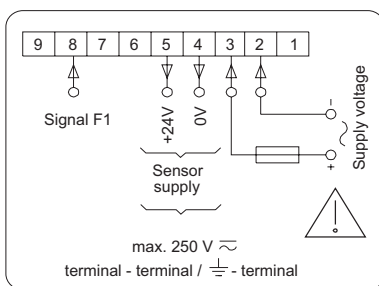 9 8 7 6 5 4 3 2 1
Signal F1
+24V
0V
Sensor
supply
Supply voltage
–
+
max. 250 V
terminal - terminal / - terminal